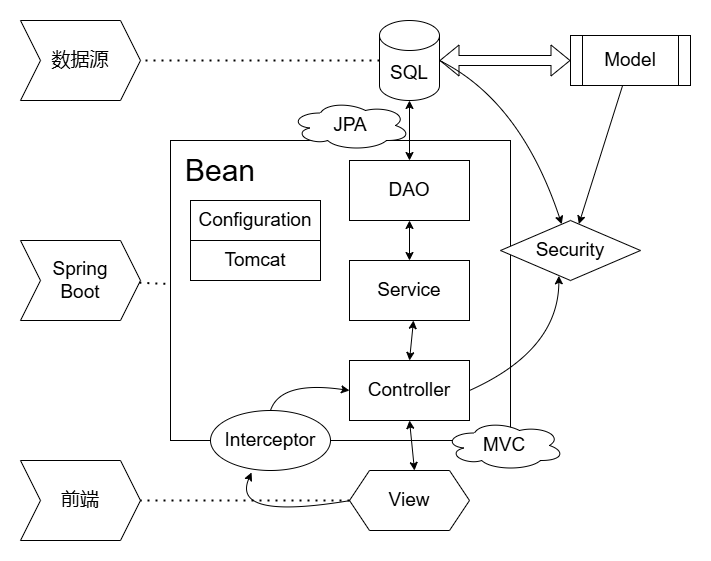 数据源
SQL
Model
JPA
Bean
DAO
Configuration
Tomcat
Security
Spring
Boot
Service
Controller
Interceptor
MVC
前端
View